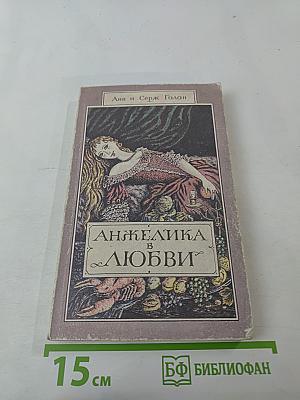 Анн и Серж Голон
АНЖЕЛИКА
В
ЛЮБВИ
15 см
БФ БИБЛИОФАН